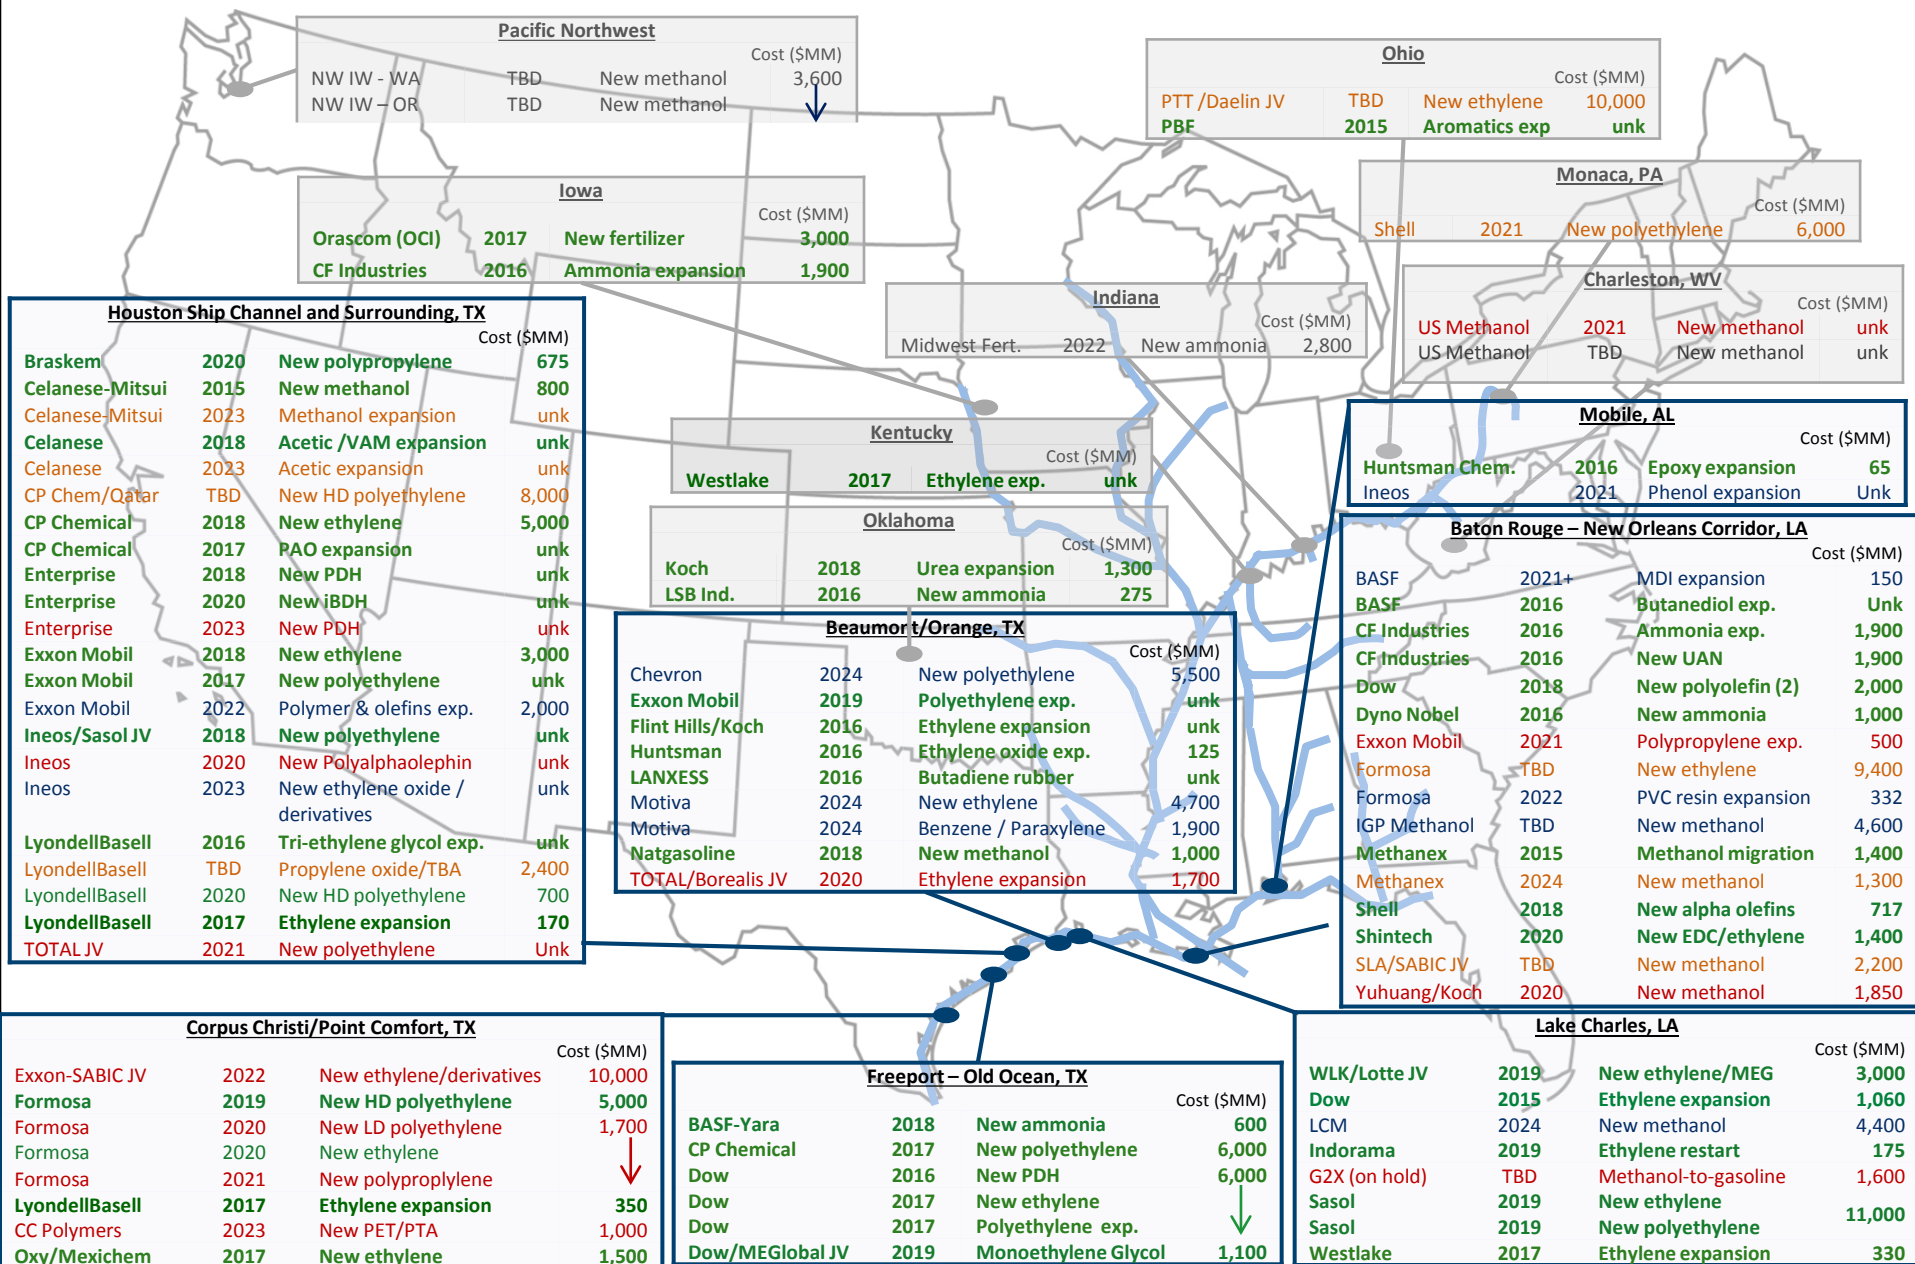 Pacific Northwest
Cost ($MM)
NW IW - WA TBD New methanol 3,600
NW IW – OR TBD New methanol
Ohio
Cost ($MM)
PTT /Daelin JV TBD New ethylene 10,000
PBF 2015 Aromatics exp unk
Iowa
Cost ($MM)
Orascom (OCI) 2017 New fertilizer 3,000
CF Industries 2016 Ammonia expansion 1,900
Monaca, PA
Cost ($MM)
Shell 2021 New polyethylene 6,000
Indiana
Cost ($MM)
Midwest Fert. 2022 New ammonia 2,800
Charleston, WV
Cost ($MM)
US Methanol 2021 New methanol unk
US Methanol TBD New methanol unk
Houston Ship Channel and Surrounding, TX
Cost ($MM)
Braskem 2020 New polypropylene 675
Celanese-Mitsui 2015 New methanol 800
Celanese-Mitsui 2023 Methanol expansion unk
Celanese 2018 Acetic /VAM expansion unk
Celanese 2023 Acetic expansion unk
CP Chem/Qatar TBD New HD polyethylene 8,000
CP Chemical 2018 New ethylene 5,000
CP Chemical 2017 PAO expansion unk
Enterprise 2018 New PDH unk
Enterprise 2020 New iBDH unk
Enterprise 2023 New PDH unk
Exxon Mobil 2018 New ethylene 3,000
Exxon Mobil 2017 New polyethylene unk
Exxon Mobil 2022 Polymer & olefins exp. 2,000
Ineos/Sasol JV 2018 New polyethylene unk
Ineos 2020 New Polyalphaolephin unk
Ineos 2023 New ethylene oxide / unk
derivatives
LyondellBasell 2016 Tri-ethylene glycol exp. unk
LyondellBasell TBD Propylene oxide/TBA 2,400
LyondellBasell 2020 New HD polyethylene 700
LyondellBasell 2017 Ethylene expansion 170
TOTAL JV 2021 New polyethylene Unk
Kentucky
Cost ($MM)
Westlake 2017 Ethylene exp. unk
Oklahoma
Cost ($MM)
Koch 2018 Urea expansion 1,300
LSB Ind. 2016 New ammonia 275
Mobile, AL
Cost ($MM)
Huntsman Chem. 2016 Epoxy expansion 65
Ineos 2021 Phenol expansion Unk
Beaumont/Orange, TX
Cost ($MM)
Chevron 2024 New polyethylene 5,500
Exxon Mobil 2019 Polyethylene exp. unk
Flint Hills/Koch 2016 Ethylene expansion unk
Huntsman 2016 Ethylene oxide exp. 125
LANXESS 2016 Butadiene rubber unk
Motiva 2024 New ethylene 4,700
Motiva 2024 Benzene / Paraxylene 1,900
Natgasoline 2018 New methanol 1,000
TOTAL/Borealis JV 2020 Ethylene expansion 1,700
Baton Rouge – New Orleans Corridor, LA
Cost ($MM)
BASF 2021+ MDI expansion 150
BASF 2016 Butanediol exp. Unk
CF Industries 2016 Ammonia exp. 1,900
CF Industries 2016 New UAN 1,900
Dow 2018 New polyolefin (2) 2,000
Dyno Nobel 2016 New ammonia 1,000
Exxon Mobil 2021 Polypropylene exp. 500
Formosa TBD New ethylene 9,400
Formosa 2022 PVC resin expansion 332
IGP Methanol TBD New methanol 4,600
Methanex 2015 Methanol migration 1,400
Methanex 2024 New methanol 1,300
Shell 2018 New alpha olefins 717
Shintech 2020 New EDC/ethylene 1,400
SLA/SABIC JV TBD New methanol 2,200
Yuhuang/Koch 2020 New methanol 1,850
Corpus Christi/Point Comfort, TX
Cost ($MM)
Exxon-SABIC JV 2022 New ethylene/derivatives 10,000
Formosa 2019 New HD polyethylene 5,000
Formosa 2020 New LD polyethylene 1,700
Formosa 2020 New ethylene
Formosa 2021 New polyproplylene
LyondellBasell 2017 Ethylene expansion 350
CC Polymers 2023 New PET/PTA 1,000
Oxy/Mexichem 2017 New ethylene 1,500
Freeport – Old Ocean, TX
Cost ($MM)
BASF-Yara 2018 New ammonia 600
CP Chemical 2017 New polyethylene 6,000
Dow 2016 New PDH 6,000
Dow 2017 New ethylene
Dow 2017 Polyethylene exp.
Dow/MEGlobal JV 2019 Monoethylene Glycol 1,100
Lake Charles, LA
Cost ($MM)
WLK/Lotte JV 2019 New ethylene/MEG 3,000
Dow 2015 Ethylene expansion 1,060
LCM 2024 New methanol 4,400
Indorama 2019 Ethylene restart 175
G2X (on hold) TBD Methanol-to-gasoline 1,600
Sasol 2019 New ethylene
11,000
Sasol 2019 New polyethylene
Westlake 2017 Ethylene expansion 330